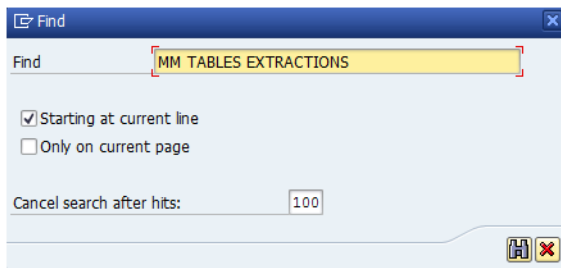 Find
Find MM TABLES EXTRACTIONS
Starting at current line
Only on current page
Cancel search after hits: 100